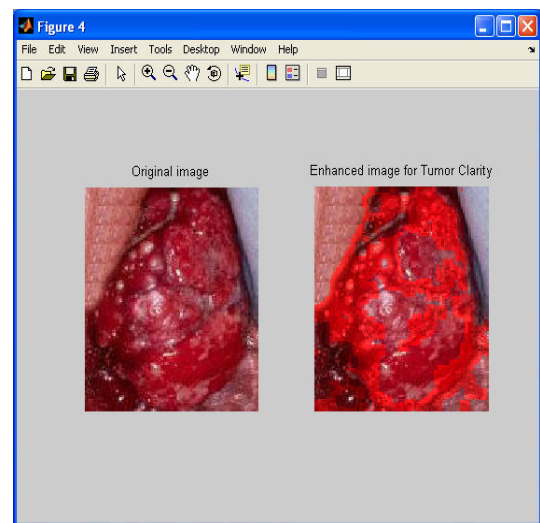 Figure 4
File Edit View Insert Tools Desktop Window Help
Original image
Enhanced image for Tumor Clarity